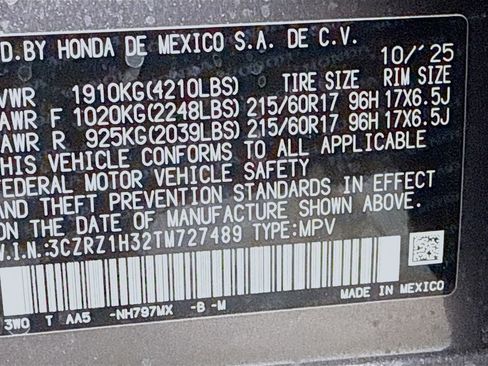 D.BY HONDA DE MEXICO S.A. DE C.V.
10/'25
VWR 1910KG(4210LBS) TIRE SIZE RIM SIZE
AWR F 1020KG(2248LBS) 215/60R17 96H 17X6.5J
AWR R 925KG(2039LBS) 215/60R17 96H 17X6.5J
HIS VEHICLE CONFORMS TO ALL APPLICABLE
FEDERAL MOTOR VEHICLE SAFETY
AND THEFT PREVENTION STANDARDS IN EFFECT
ON THE DATE OF MANUFACTURE SHOWN ABOVE.
V.I.N.:3CZRZ1H32TM727489 TYPE:MPV
3WO T AA5 -NH797MX -B -M
MADE IN MEXICO